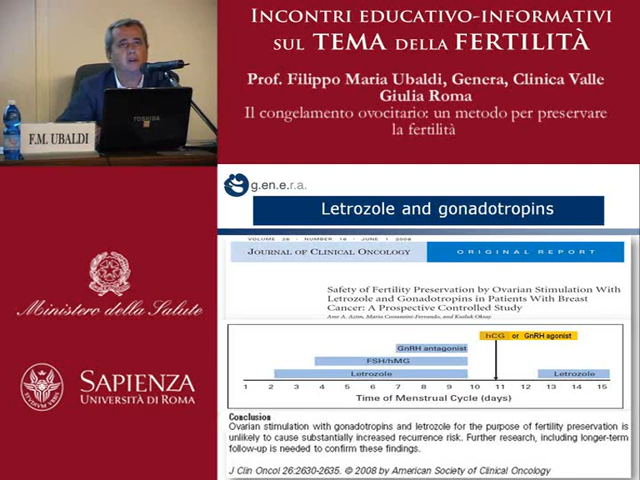 INCONTRI EDUCATIVO-INFORMATIVI
SUL TEMA DELLA FERTILITÀ
Prof. Filippo Maria Ubaldi, Genera, Clinica Valle
Giulia Roma
Il congelamento ovocitario: un metodo per preservare
la fertilità
TOSHIBA
F.M. UBALDI
g.en.e.r.a.
Letrozole and gonadotropins
VOLUME 26 · NUMBER 16 · JUNE 1 2008
JOURNAL OF CLINICAL ONCOLOGY
ORIGINAL REPORT
Safety of Fertility Preservation by Ovarian Stimulation With
Letrozole and Gonadotropins in Patients With Breast
Cancer: A Prospective Controlled Study
Amr A. Azim, Maria Costantini-Ferrando, and Kutluk Oktay
hCG or GnRH agonist
GnRH antagonist
FSH/hMG
Letrozole
Letrozole
1 2 3 4 5 6 7 8 9 10 11 12 13 14 15
Time of Menstrual Cycle (days)
Conclusion
Ovarian stimulation with gonadotropins and letrozole for the purpose of fertility preservation is
unlikely to cause substantially increased recurrence risk. Further research, including longer-term
follow-up is needed to confirm these findings.
J Clin Oncol 26:2630-2635. © 2008 by American Society of Clinical Oncology
Ministero della Salute
SAPIENZA
UNIVERSITÀ DI ROMA